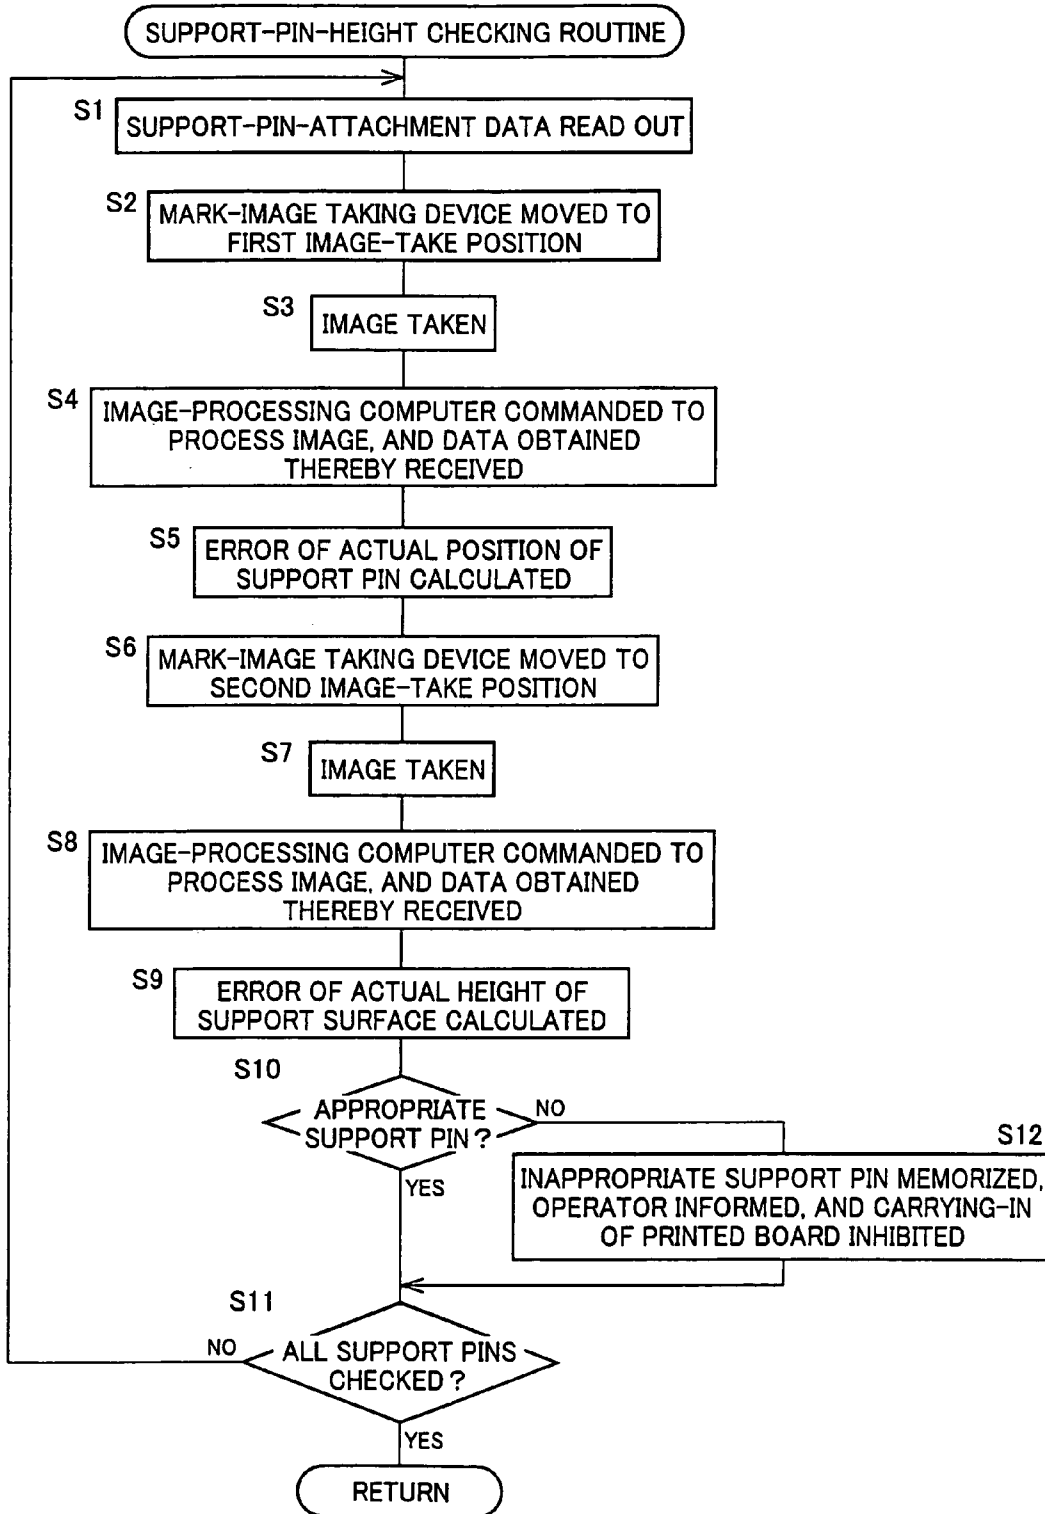 SUPPORT-PIN-HEIGHT CHECKING ROUTINE
S1
SUPPORT-PIN-ATTACHMENT DATA READ OUT
S2
MARK-IMAGE TAKING DEVICE MOVED TO
FIRST IMAGE-TAKE POSITION
S3
IMAGE TAKEN
S4
IMAGE-PROCESSING COMPUTER COMMANDED TO
PROCESS IMAGE, AND DATA OBTAINED
THEREBY RECEIVED
S5
ERROR OF ACTUAL POSITION OF
SUPPORT PIN CALCULATED
S6
MARK-IMAGE TAKING DEVICE MOVED TO
SECOND IMAGE-TAKE POSITION
S7
IMAGE TAKEN
S8
IMAGE-PROCESSING COMPUTER COMMANDED TO
PROCESS IMAGE, AND DATA OBTAINED
THEREBY RECEIVED
S9
ERROR OF ACTUAL HEIGHT OF
SUPPORT SURFACE CALCULATED
S10
APPROPRIATE
SUPPORT PIN?
NO
YES
S12
INAPPROPRIATE SUPPORT PIN MEMORIZED,
OPERATOR INFORMED, AND CARRYING-IN
OF PRINTED BOARD INHIBITED
S11
NO
ALL SUPPORT PINS
CHECKED?
YES
RETURN